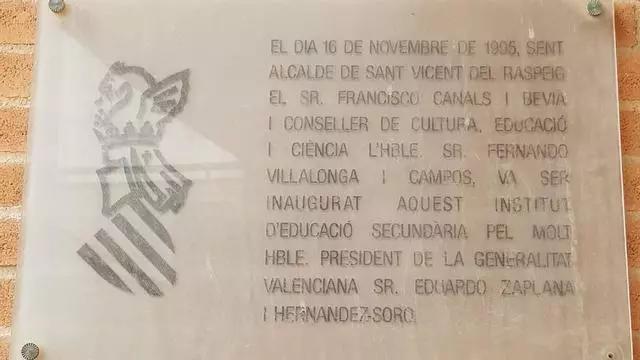 EL DIA 16 DE NOVEMBRE DE 1995, SENT
ALCALDE DE SANT VICENT DEL RASPEIG
EL SR. FRANCISCO CANALS I BEVIA
I CONSELLER DE CULTURA, EDUCACIÓ
I CIÈNCIA L'HBLE. SR. FERNANDO
VILLALONGA I CAMPOS, VA SER
INAUGURAT AQUEST INSTITUT
D'EDUCACIÓ SECUNDÀRIA PEL MOLT
HBLE. PRESIDENT DE LA GENERALITAT
VALENCIANA SR. EDUARDO ZAPLANA
I HERNANDEZ-SORO.